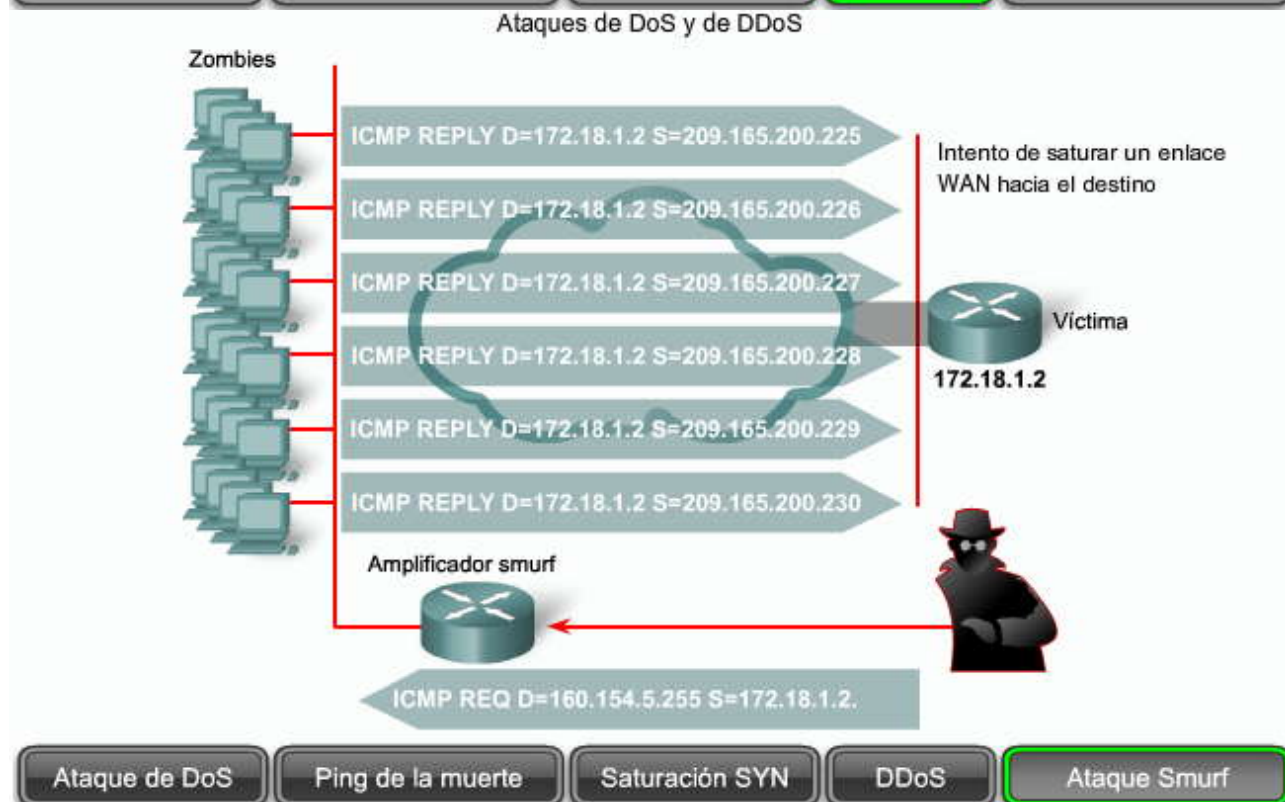 Ataques de DoS y de DDoS
Zombies
ICMP REPLY D=172.18.1.2 S=209.165.200.225
Intento de saturar un enlace
WAN hacia el destino
ICMP REPLY D=172.18.1.2 S=209.165.200.226
ICMP REPLY D=172.18.1.2 S=209.165.200.227
Víctima
172.18.1.2
ICMP REPLY D=172.18.1.2 S=209.165.200.228
ICMP REPLY D=172.18.1.2 S=209.165.200.229
ICMP REPLY D=172.18.1.2 S=209.165.200.230
Amplificador smurf
ICMP REQ D=160.154.5.255 S=172.18.1.2.
Ataque de DoS
Ping de la muerte
Saturación SYN
DDoS
Ataque Smurf